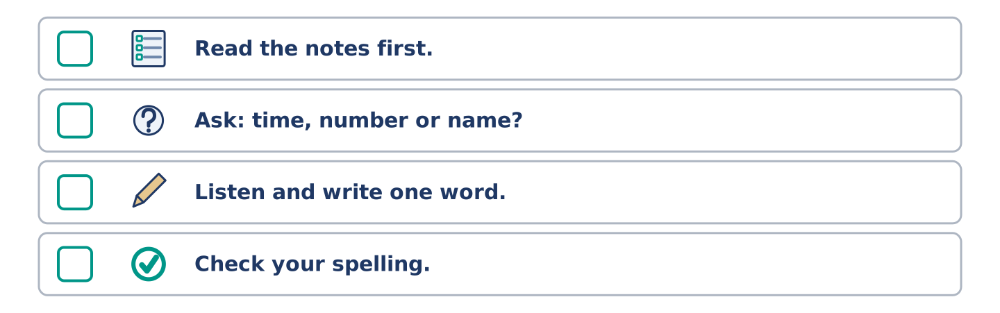 Read the notes first.
Ask: time, number or name?
Listen and write one word.
Check your spelling.